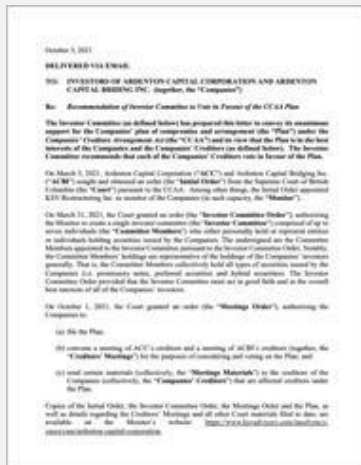 October 5, 2021
DELIVERED VIA EMAIL
TO: INVESTORS OF ARDENTON CAPITAL CORPORATION AND ARDENTON
CAPITAL BRIDGING INC. (together, the "Companies")
Re: Recommendation of Investor Committee to Vote in Favour of the CCAA Plan
The Investor Committee (as defined below) has prepared this letter to convey its unanimous
support for the Companies' plan of compromise and arrangement (the "Plan") under the
Companies' Creditors Arrangement Act (the "CCAA") and its view that the Plan is in the best
interests of the Companies and the Companies' Creditors (as defined below). The Investor
Committee recommends that each of the Companies' Creditors vote in favour of the Plan.
On March 5, 2021, Ardenton Capital Corporation ("ACC") and Ardenton Capital Bridging Inc.
("ACBI") sought and obtained an order (the "Initial Order") from the Supreme Court of British
Columbia (the "Court") pursuant to the CCAA. Among other things, the Initial Order appointed
KSV Restructuring Inc. as monitor of the Companies (in such capacity, the "Monitor").
On March 31, 2021, the Court granted an order (the "Investor Committee Order"), authorizing
the Monitor to create a single investor committee (the "Investor Committee") comprised of up to
seven individuals (the "Committee Members") who either personally hold or represent entities
or individuals holding securities issued by the Companies. The undersigned are the Committee
Members appointed to the Investor Committee pursuant to the Investor Committee Order. Notably,
the Committee Members' holdings are representative of the holdings of the Companies' investors
generally. That is, the Committee Members collectively hold all types of securities issued by the
Companies (i.e. promissory notes, preferred securities and hybrid securities). The Investor
Committee Order provided that the Investor Committee must act in good faith and in the overall
best interests of all of the Companies' investors.
On October 1, 2021, the Court granted an order (the "Meetings Order"), authorizing the
Companies to:
(a) file the Plan;
(b) convene a meeting of ACC's creditors and a meeting of ACBI's creditors (together, the
"Creditors' Meetings") for the purposes of considering and voting on the Plan; and
(c) send certain materials (collectively, the "Meetings Materials") to the creditors of the
Companies (collectively, the "Companies' Creditors") that are affected creditors under
the Plan.
Copies of the Initial Order, the Investor Committee Order, the Meetings Order and the Plan, as
well as details regarding the Creditors' Meetings and all other Court materials filed to date, are
available on the Monitor's website: